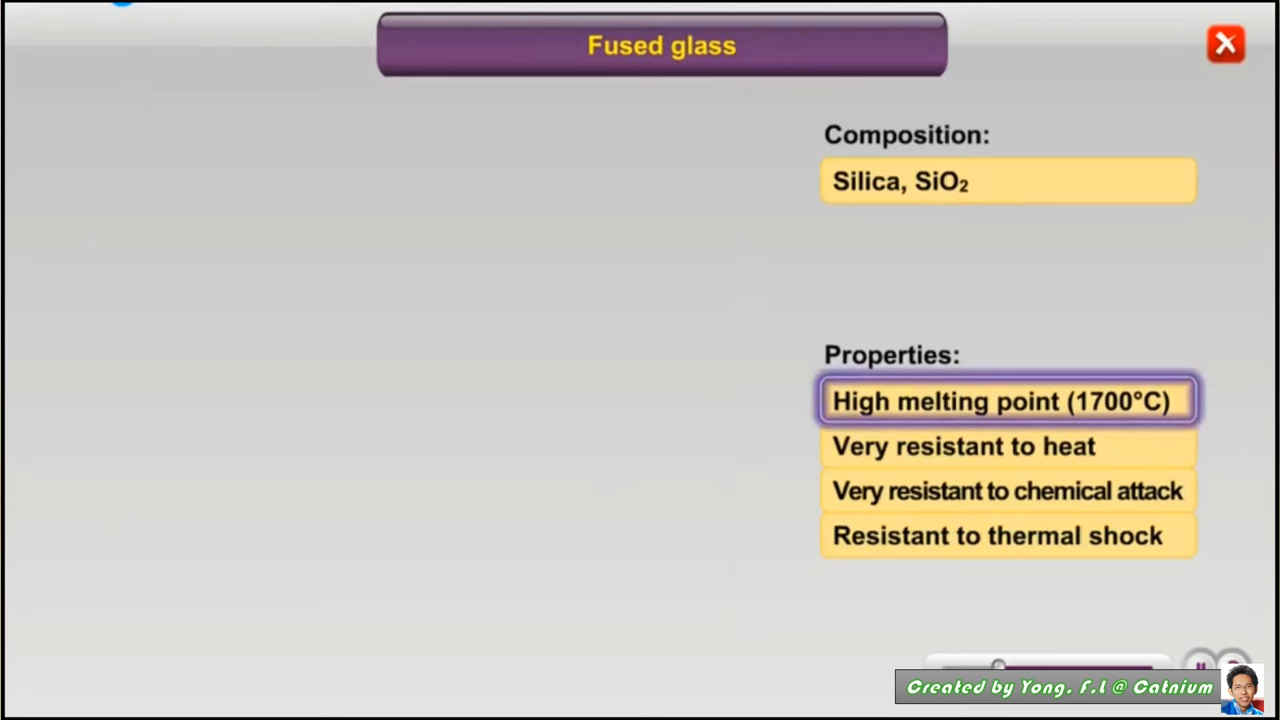 Fused glass
Composition:
Silica, SiO₂
Properties:
High melting point (1700°C)
Very resistant to heat
Very resistant to chemical attack
Resistant to thermal shock
Created by Yong. F.L @ Catnium